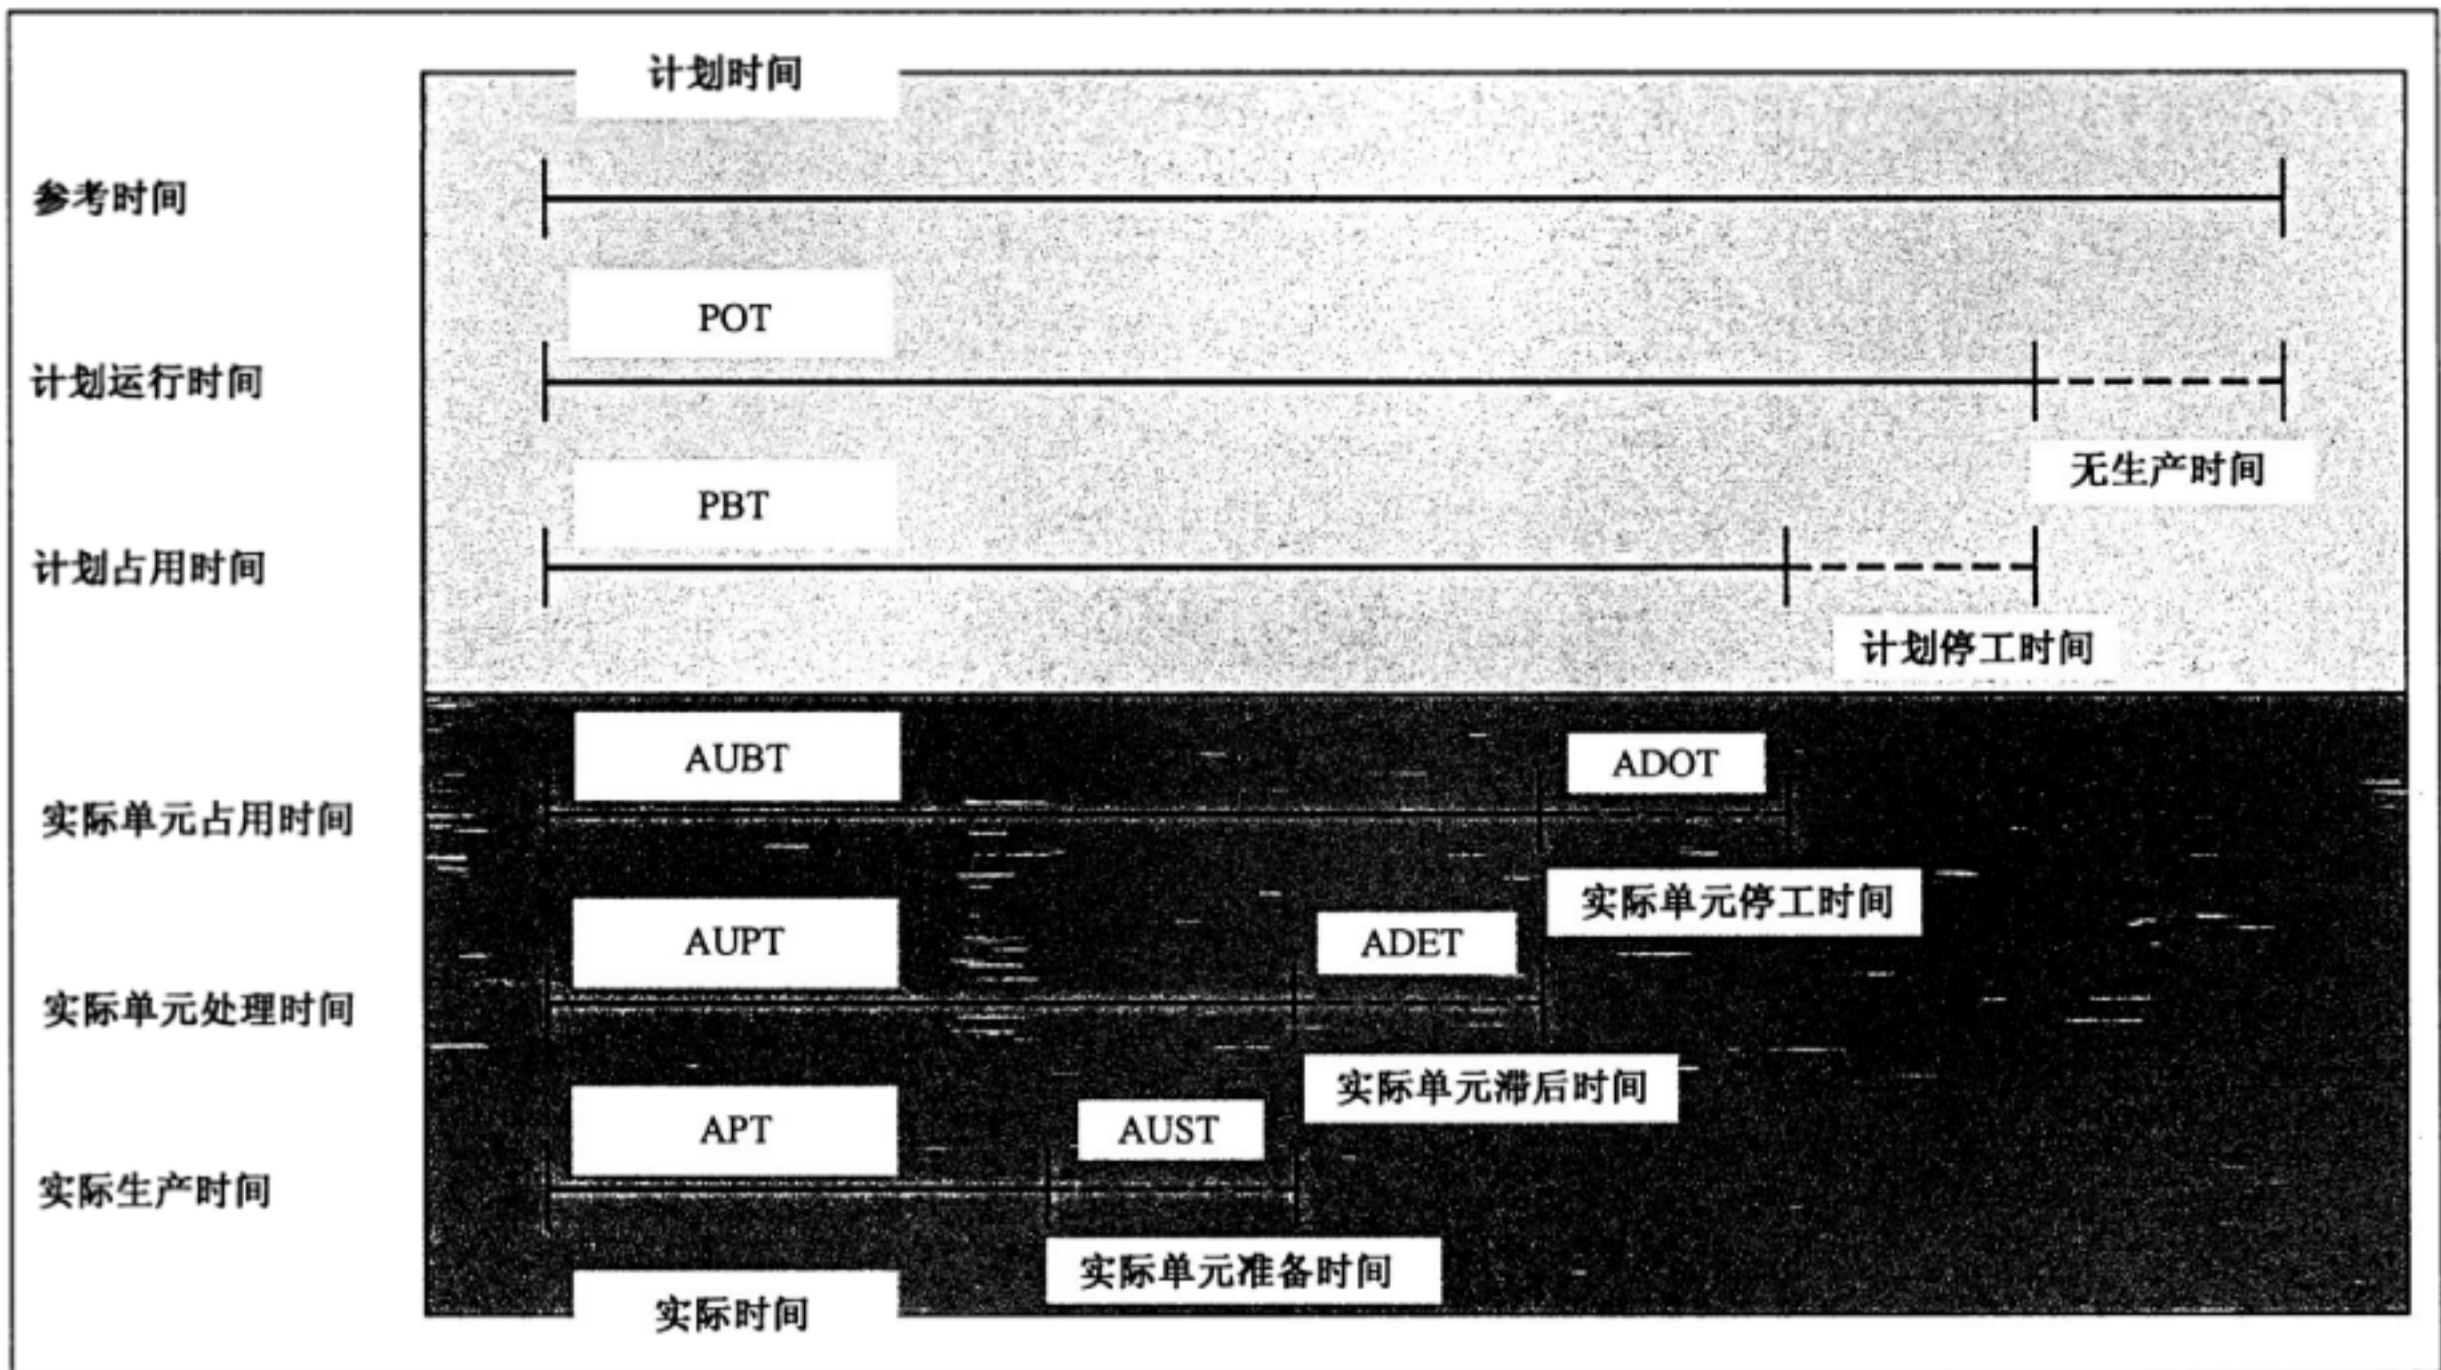 计划时间
参考时间
POT
计划运行时间
无生产时间
PBT
计划占用时间
计划停工时间
AUBT
ADOT
实际单元占用时间
实际单元停工时间
AUPT
ADET
实际单元处理时间
实际单元滞后时间
APT
AUST
实际生产时间
实际单元准备时间
实际时间